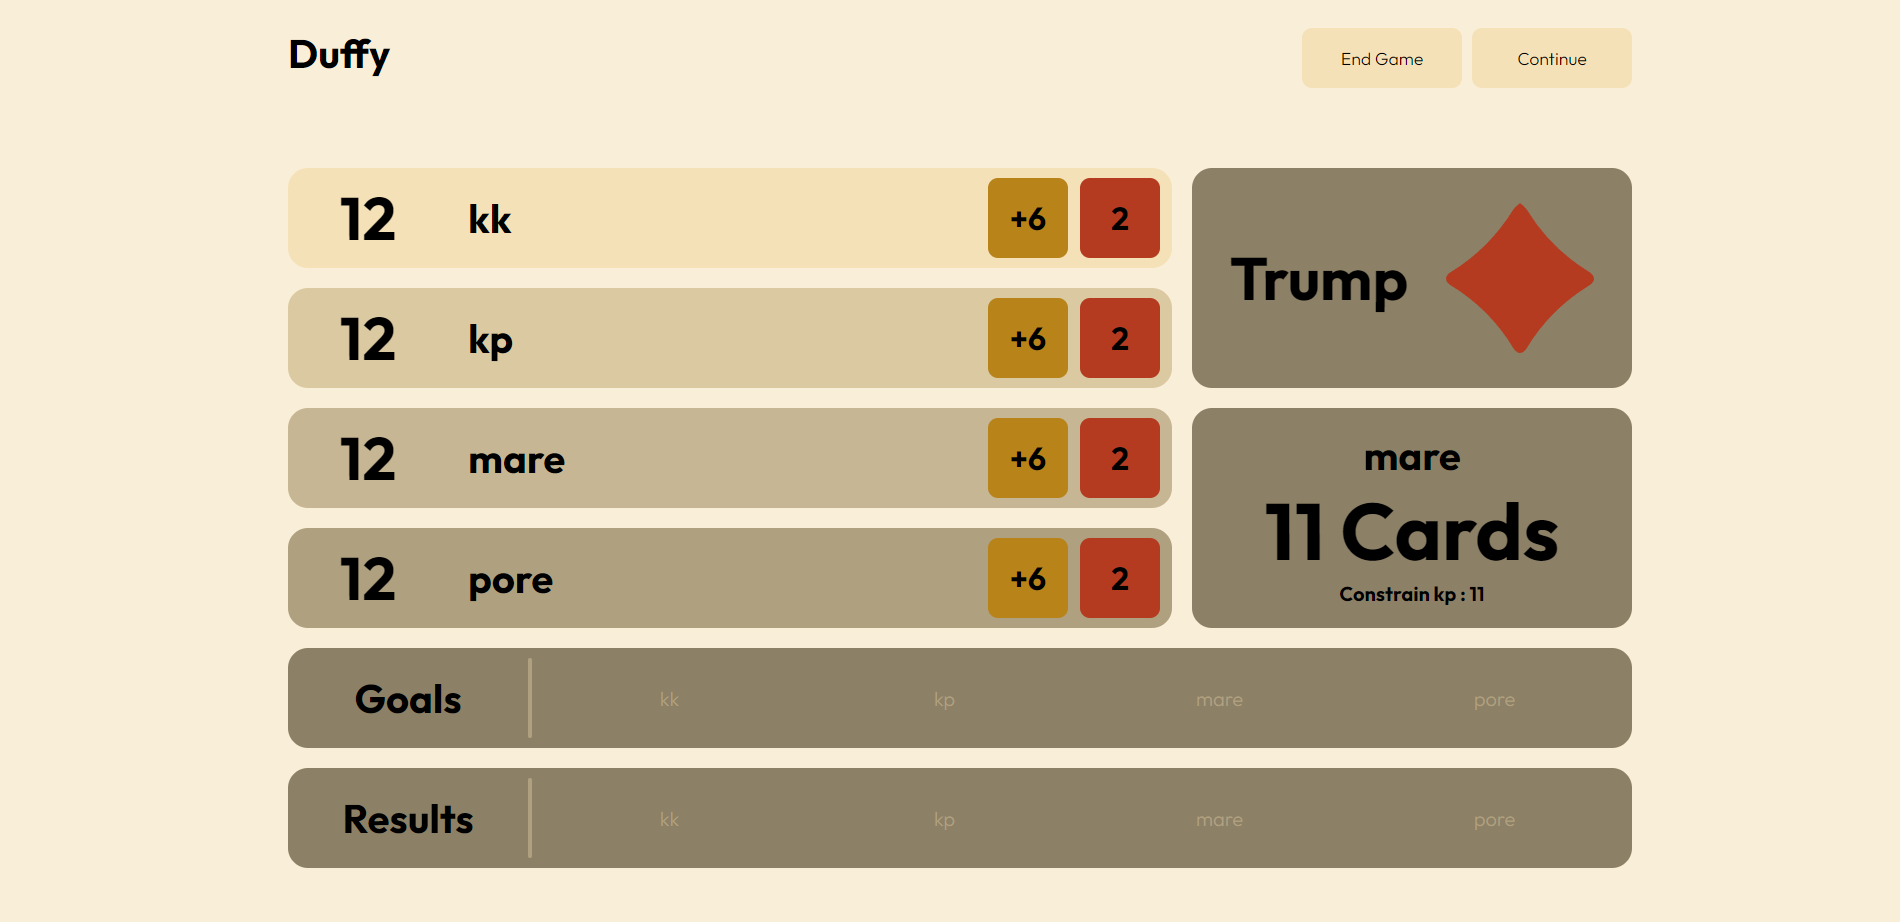 Duffy
End Game
Continue
12 kk +6 2
12 kp +6 2
12 mare +6 2
12 pore +6 2
Trump
mare
11 Cards
Constrain kp : 11
Goals kk kp mare pore
Results kk kp mare pore